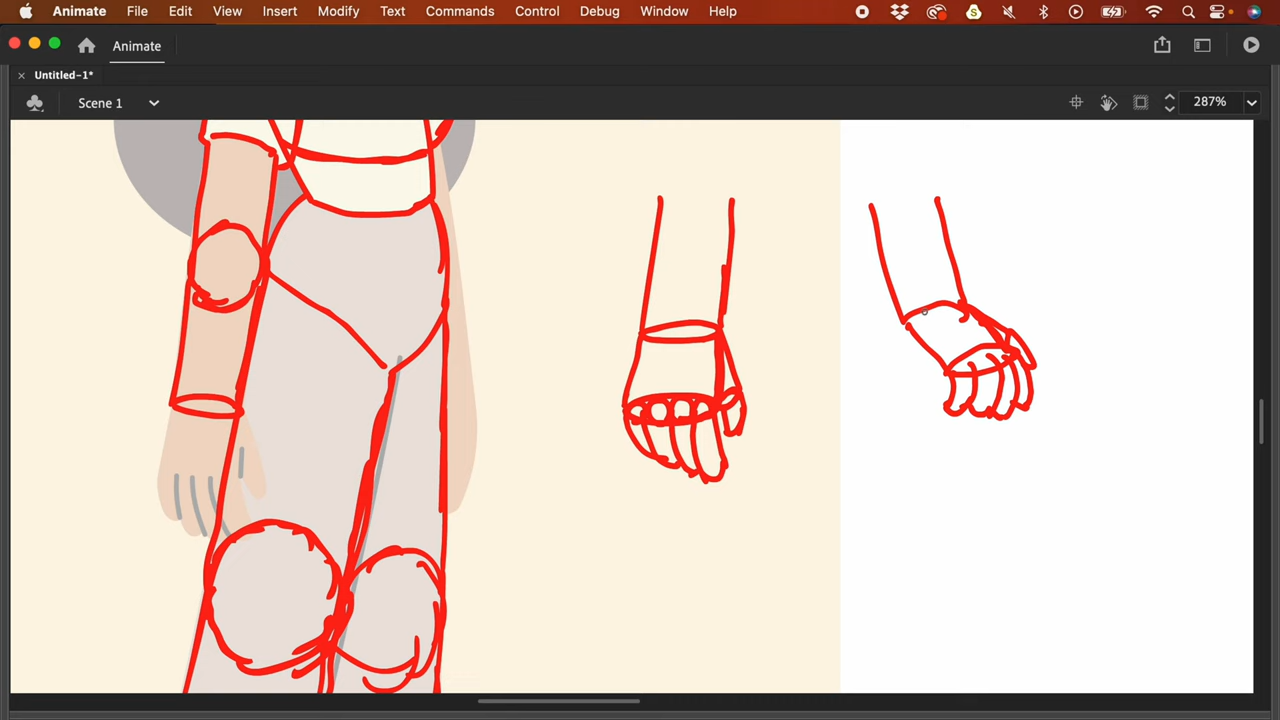 Animate File Edit View Insert Modify Text Commands Control Debug Window Help
Animate
Untitled-1*
Scene 1
287%